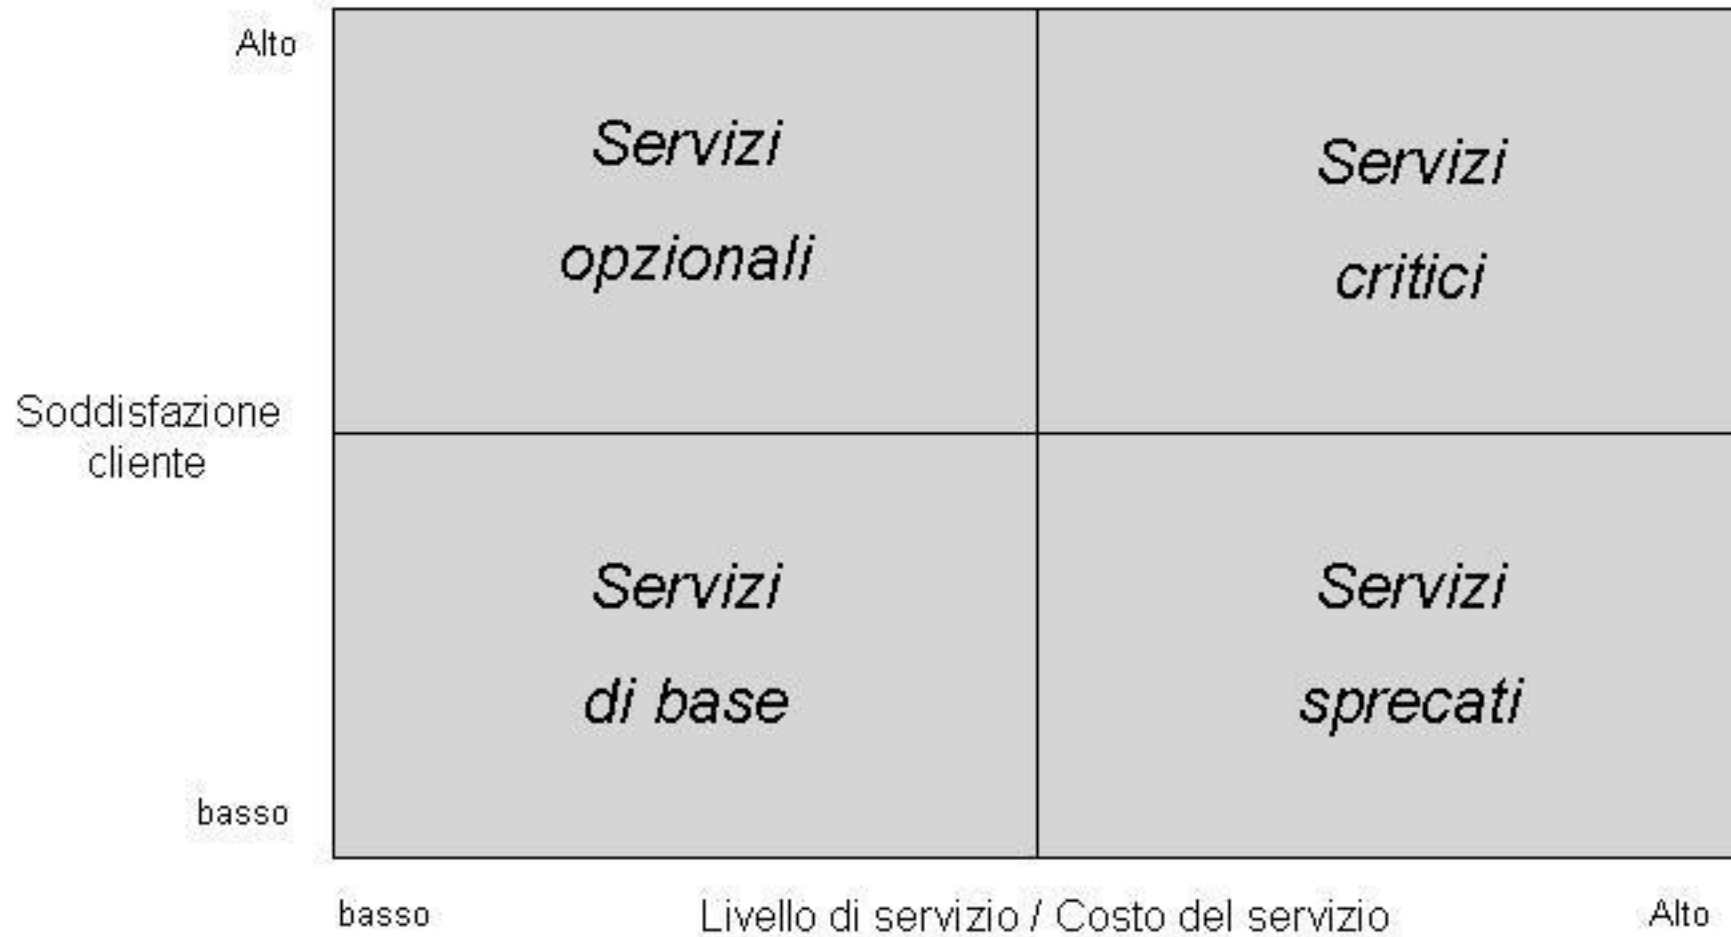 Alto
Servizi
opzionali
Servizi
critici
Soddisfazione
cliente
Servizi
di base
Servizi
sprecati
basso
basso
Livello di servizio / Costo del servizio
Alto